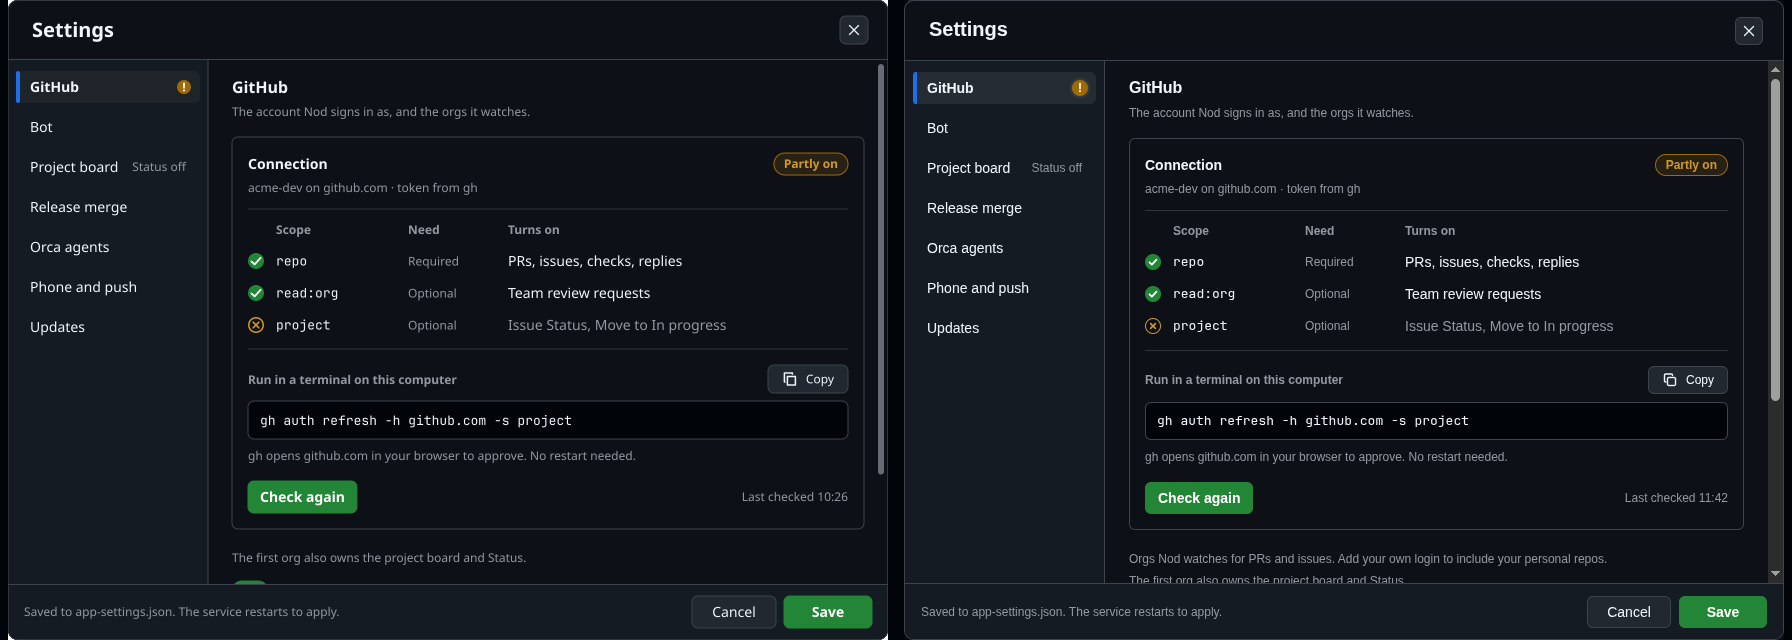 Settings
GitHub
!
Bot
Project board Status off
Release merge
Orca agents
Phone and push
Updates
GitHub
The account Nod signs in as, and the orgs it watches.
Connection Partly on
acme-dev on github.com · token from gh
Scope Need Turns on
repo Required PRs, issues, checks, replies
read:org Optional Team review requests
project Optional Issue Status, Move to In progress
Run in a terminal on this computer Copy
gh auth refresh -h github.com -s project
gh opens github.com in your browser to approve. No restart needed.
Check again Last checked 10:26
The first org also owns the project board and Status.
Saved to app-settings.json. The service restarts to apply. Cancel Save
Settings
GitHub
!
Bot
Project board Status off
Release merge
Orca agents
Phone and push
Updates
GitHub
The account Nod signs in as, and the orgs it watches.
Connection Partly on
acme-dev on github.com · token from gh
Scope Need Turns on
repo Required PRs, issues, checks, replies
read:org Optional Team review requests
project Optional Issue Status, Move to In progress
Run in a terminal on this computer Copy
gh auth refresh -h github.com -s project
gh opens github.com in your browser to approve. No restart needed.
Check again Last checked 11:42
Orgs Nod watches for PRs and issues. Add your own login to include your personal repos.
The first org also owns the project board and Status.
Saved to app-settings.json. The service restarts to apply. Cancel Save